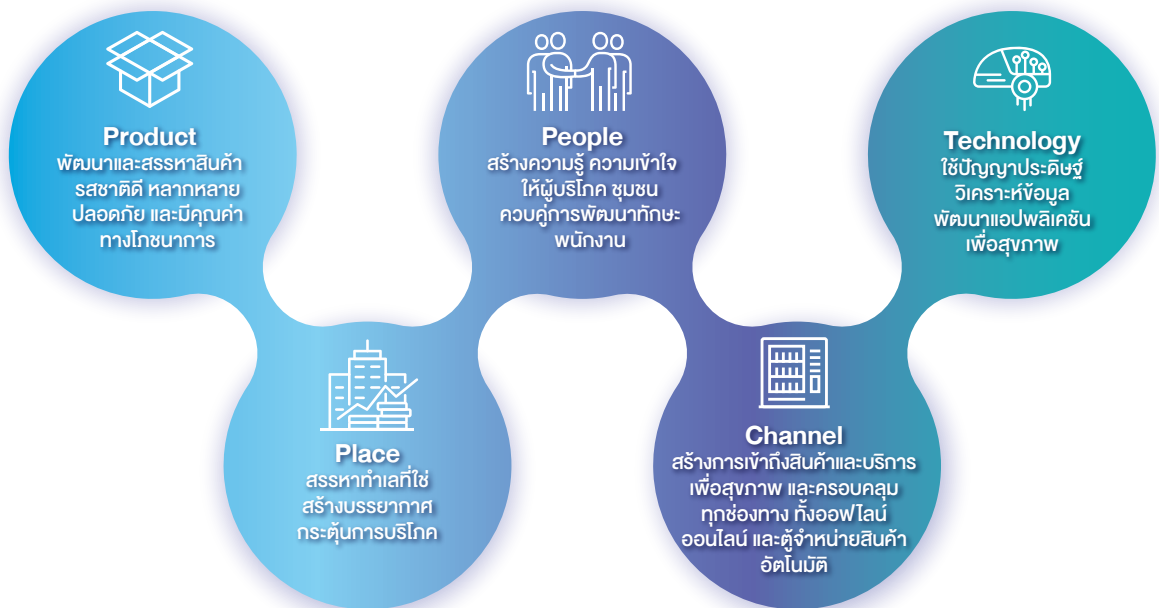 Product
พัฒนาและสรรหาสินค้า
รสชาติดี หลากหลาย
ปลอดภัย และมีคุณค่า
ทางโภชนาการ
Place
สรรหาทำเลที่ใช่
สร้างบรรยากาศ
กระตุ้นการบริโภค
People
สร้างความรู้ ความเข้าใจ
ให้ผู้บริโภค ชุมชน
ควบคู่การพัฒนาทักษะ
พนักงาน
Channel
สร้างการเข้าถึงสินค้าและบริการ
เพื่อสุขภาพ และครอบคลุม
ทุกช่องทาง ทั้งออฟไลน์
ออนไลน์ และตู้จำหน่ายสินค้า
อัตโนมัติ
Technology
ใช้ปัญญาประดิษฐ์
วิเคราะห์ข้อมูล
พัฒนาแอปพลิเคชัน
เพื่อสุขภาพ